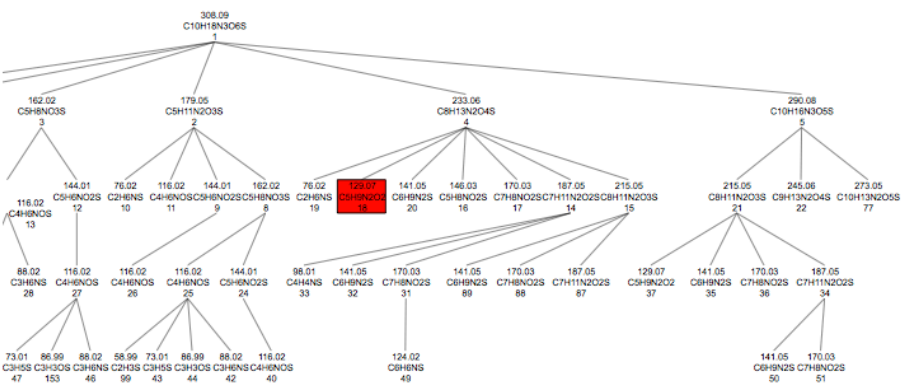 308.09
C10H18N3O6S
1
162.02 179.05 233.06 290.08
C5H8NO3S C5H11N2O3S C8H13N2O4S C10H16N3O5S
3 2 4 5
116.02 144.01 76.02 116.02 144.01 162.02 76.02 129.07 141.05 146.03 170.03 187.05 215.05 215.05 245.06 273.05
C4H6NOS C5H6NO2S C2H6NS C4H6NOS C5H6NO2S C5H8NO3S C2H6NS C5H9N2O2 C6H9N2S C5H8NO2S C7H8NO2S C7H11N2O2S C8H11N2O3S C8H11N2O3S C9H13N2O4S C10H13N2O5S
13 12 10 11 9 8 19 18 20 16 17 14 15 21 22 77
88.02 116.02 116.02 116.02 144.01 98.01 141.05 170.03 141.05 170.03 187.05 129.07 141.05 170.03 187.05
C3H6NS C4H6NOS C4H6NOS C4H6NOS C5H6NO2S C4H4NS C6H9N2S C7H8NO2S C6H9N2S C7H8NO2S C7H11N2O2S C5H9N2O2 C6H9N2S C7H8NO2S C7H11N2O2S
28 27 26 25 24 33 32 31 89 88 87 37 35 36 34
73.01 86.99 88.02 58.99 73.01 86.99 88.02 116.02 124.02 141.05 170.03
C3H5S C3H3OS C3H6NS C2H3S C3H5S C3H3OS C3H6NS C4H6NOS C6H6NS C6H9N2S C7H8NO2S
47 153 46 99 43 44 42 40 49 50 51